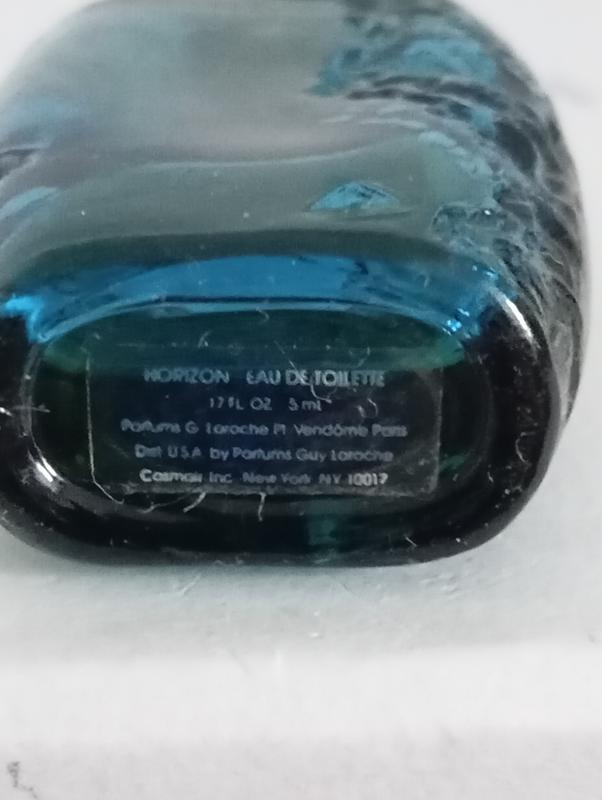 HORIZON EAU DE TOILETTE
.17 FL OZ 5 ml
Parfums G Laroche Pl Vendôme Paris
Dist U.S.A by Parfums Guy Laroche
Cosmair Inc New York NY 10017